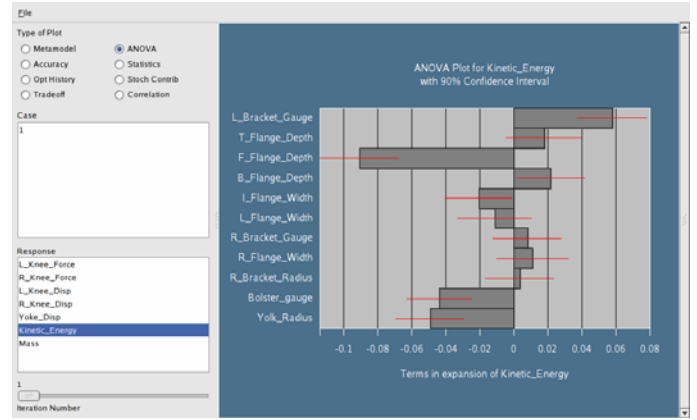 File
Type of Plot
Metamodel
ANOVA
Accuracy
Statistics
Opt History
Stoch Contrib
Tradeoff
Correlation
Case
1
Response
L_Knee_Force
R_Knee_Force
L_Knee_Disp
R_Knee_Disp
Yoke_Disp
Kinetic_Energy
Mass
1
Iteration Number
ANOVA Plot for Kinetic_Energy
with 90% Confidence Interval
L_Bracket_Gauge
T_Flange_Depth
F_Flange_Depth
B_Flange_Depth
I_Flange_Width
L_Flange_Width
R_Bracket_Gauge
R_Flange_Width
R_Bracket_Radius
Bolster_gauge
Yolk_Radius
-0.1 -0.08 -0.06 -0.04 -0.02 0 0.02 0.04 0.06 0.08
Terms in expansion of Kinetic_Energy